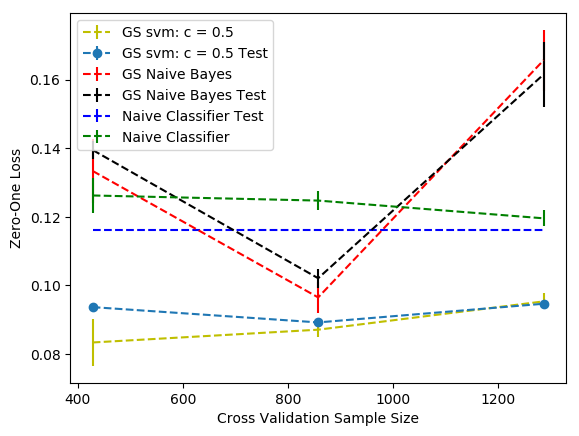 GS svm: c = 0.5
GS svm: c = 0.5 Test
GS Naive Bayes
GS Naive Bayes Test
Naive Classifier Test
Naive Classifier
0.16
0.14
0.12
0.10
0.08
Zero-One Loss
400
600
800
1000
1200
Cross Validation Sample Size